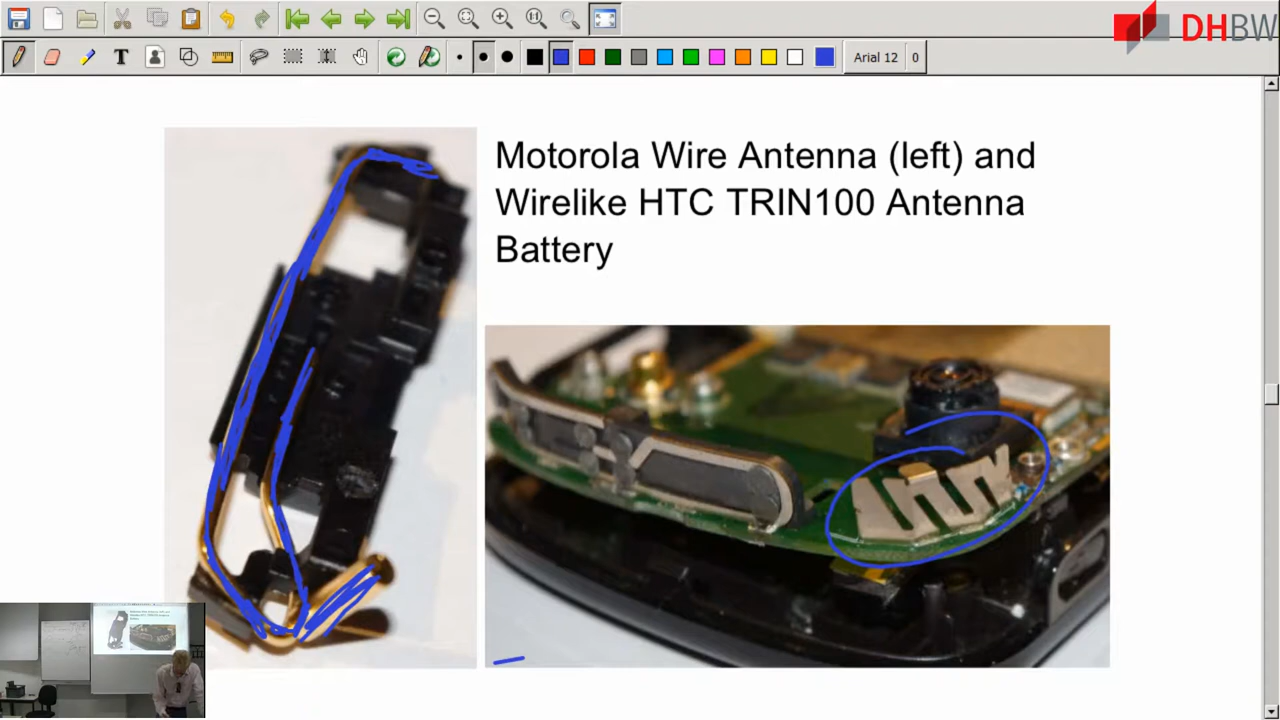 DHBW
T
Arial 12 0
Motorola Wire Antenna (left) and
Wirelike HTC TRIN100 Antenna
Battery